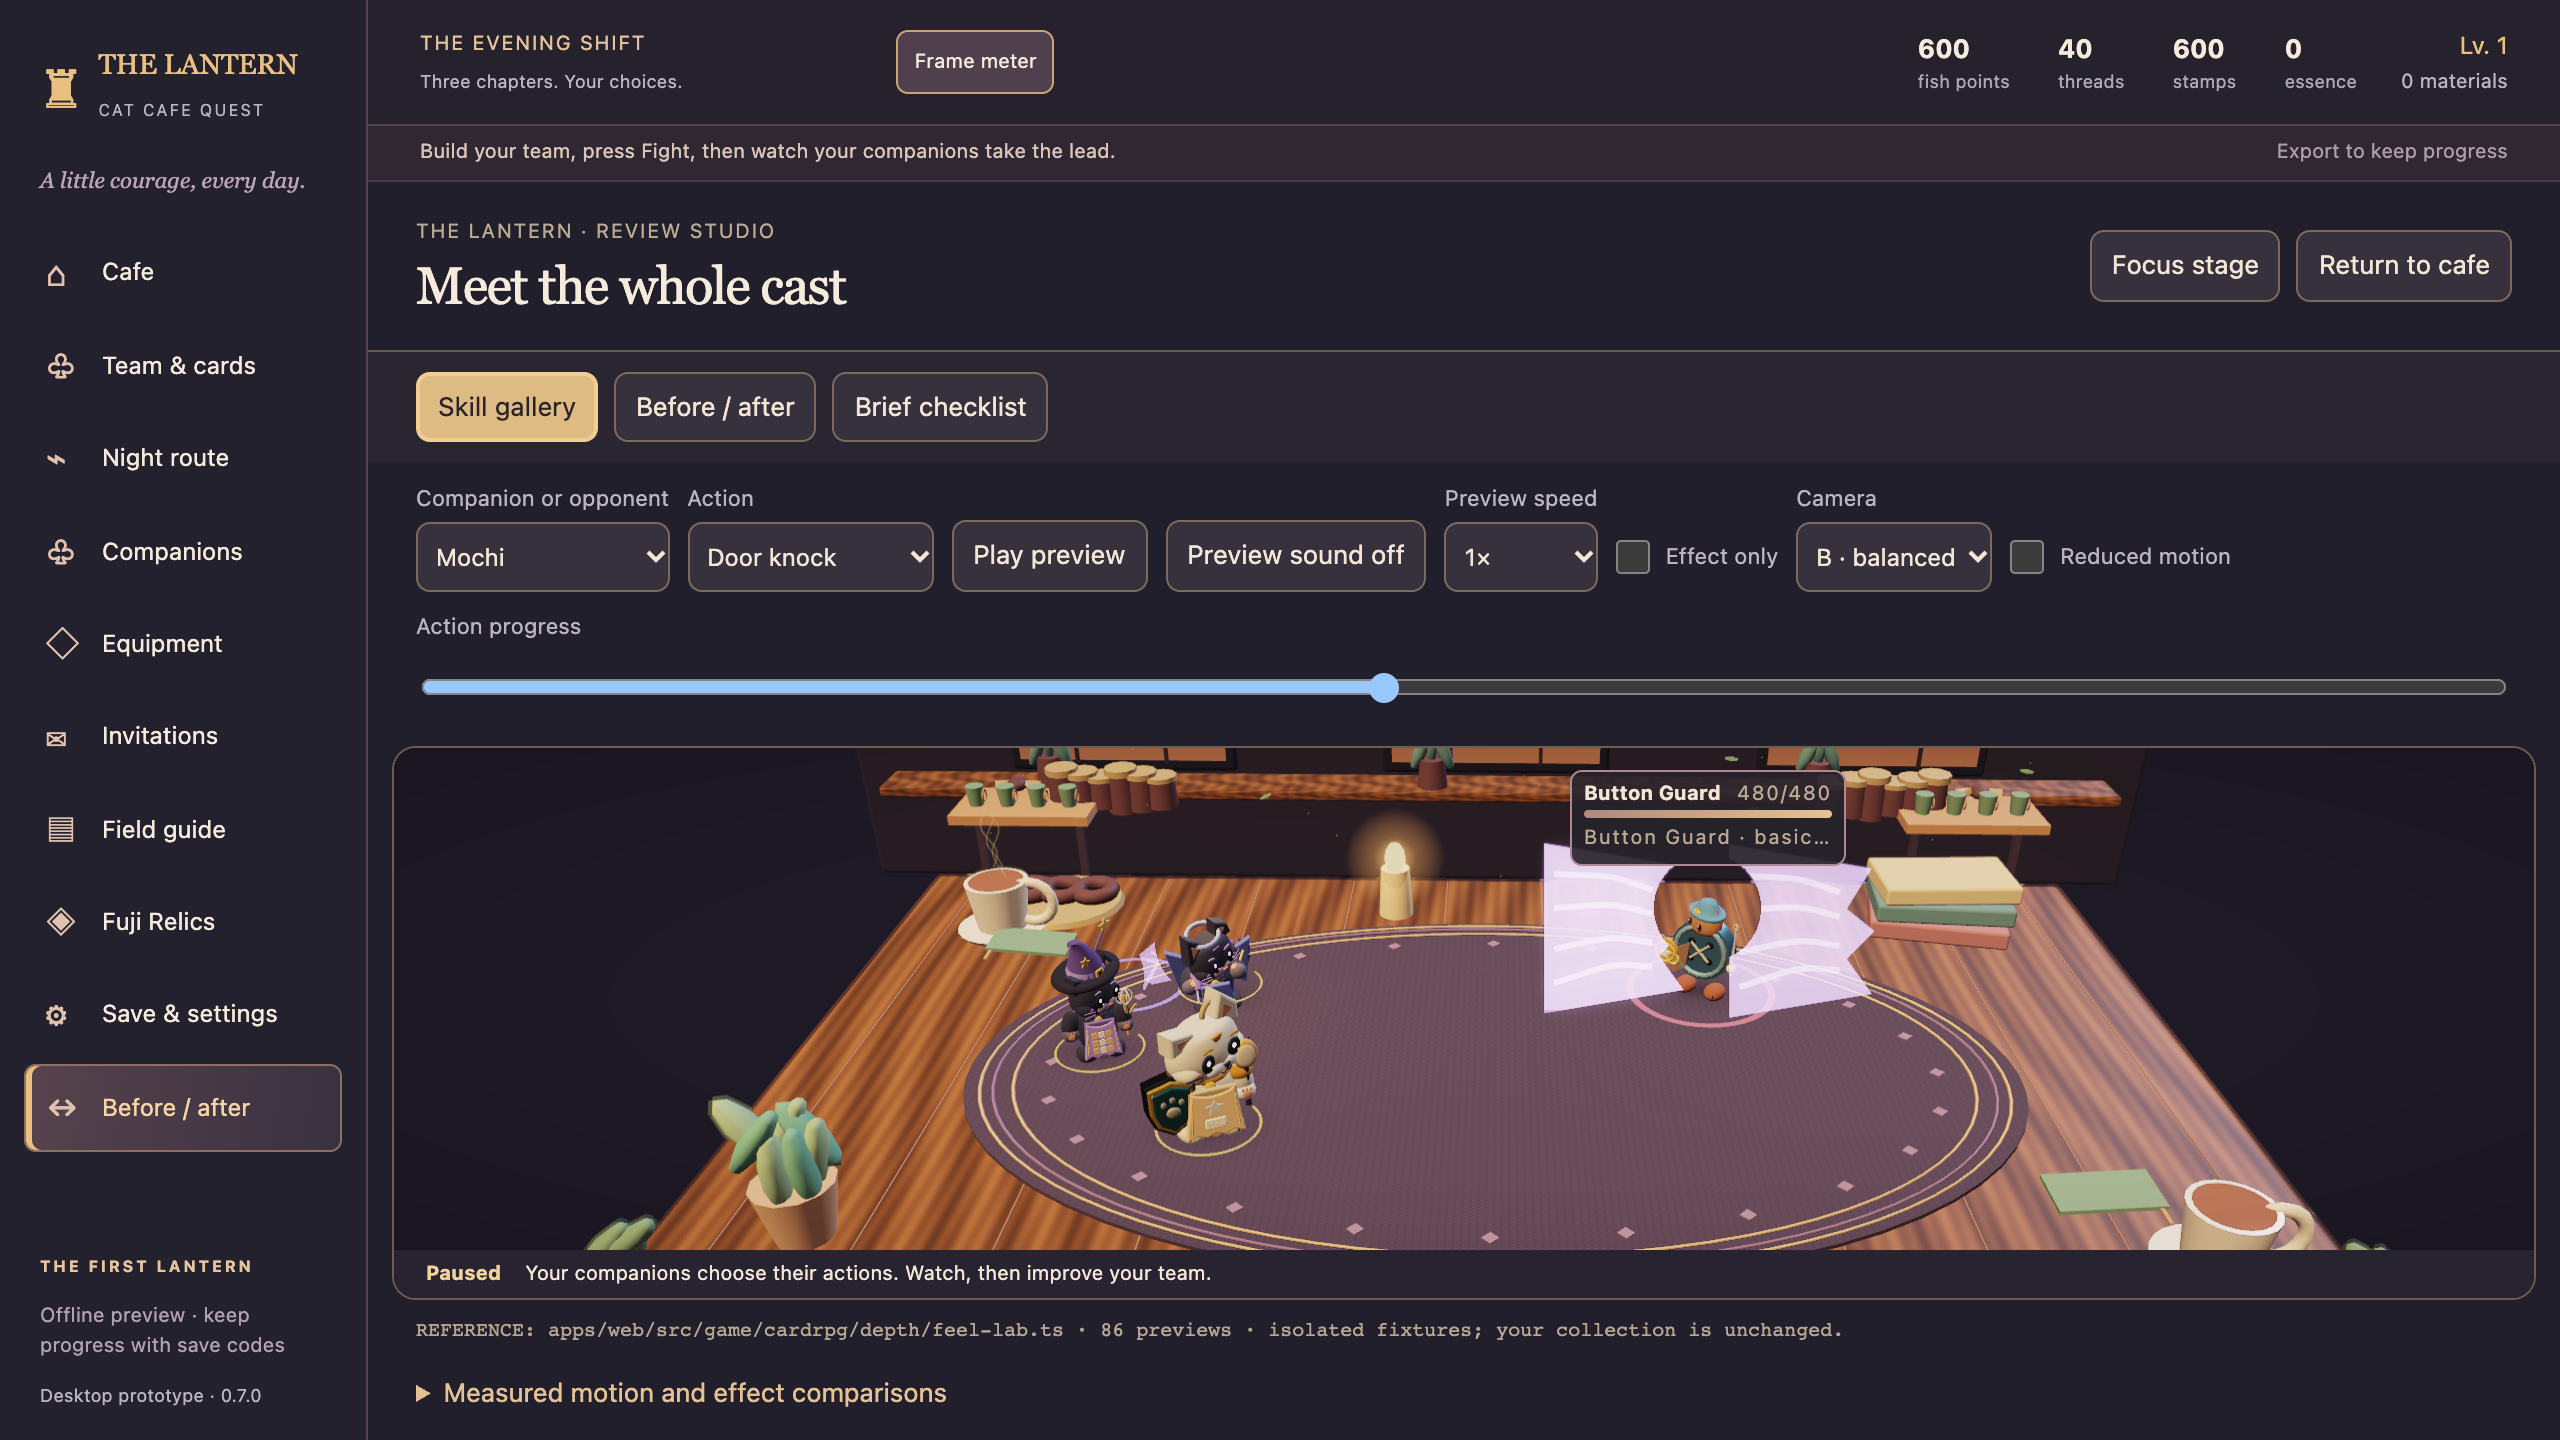 THE LANTERN
CAT CAFE QUEST
A little courage, every day.
Cafe
Team & cards
Night route
Companions
Equipment
Invitations
Field guide
Fuji Relics
Save & settings
Before / after
THE FIRST LANTERN
Offline preview · keep
progress with save codes
Desktop prototype · 0.7.0
THE EVENING SHIFT
Three chapters. Your choices.
Frame meter
600
fish points
40
threads
600
stamps
0
essence
Lv. 1
0 materials
Build your team, press Fight, then watch your companions take the lead.
Export to keep progress
THE LANTERN · REVIEW STUDIO
Meet the whole cast
Focus stage
Return to cafe
Skill gallery
Before / after
Brief checklist
Companion or opponent
Mochi
Action
Door knock
Play preview
Preview sound off
Preview speed
1×
Effect only
Camera
B · balanced
Reduced motion
Action progress
Button Guard 480/480
Button Guard · basic…
Paused Your companions choose their actions. Watch, then improve your team.
REFERENCE: apps/web/src/game/cardrpg/depth/feel-lab.ts · 86 previews · isolated fixtures; your collection is unchanged.
Measured motion and effect comparisons